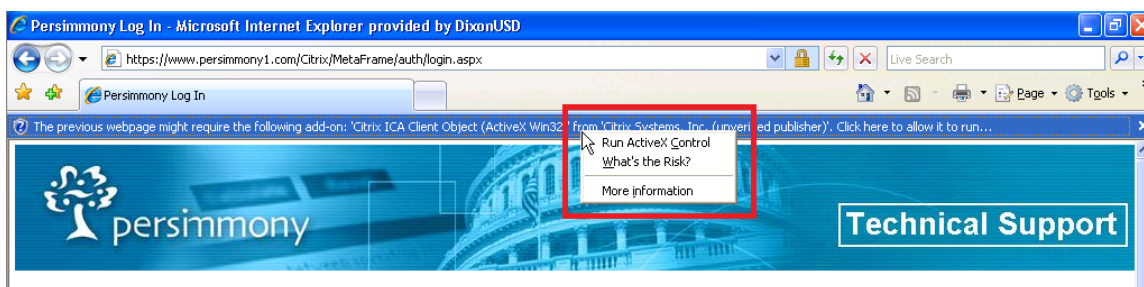 Persimmony Log In - Microsoft Internet Explorer provided by DixonUSD
https://www.persimmony1.com/Citrix/MetaFrame/auth/login.aspx
Live Search
Persimmony Log In
Page
Tools
The previous webpage might require the following add-on: 'Citrix ICA Client Object (ActiveX Win32)' from 'Citrix Systems, Inc. (unverified publisher)'. Click here to allow it to run...
Run ActiveX Control
What's the Risk?
More information
persimmony
Technical Support